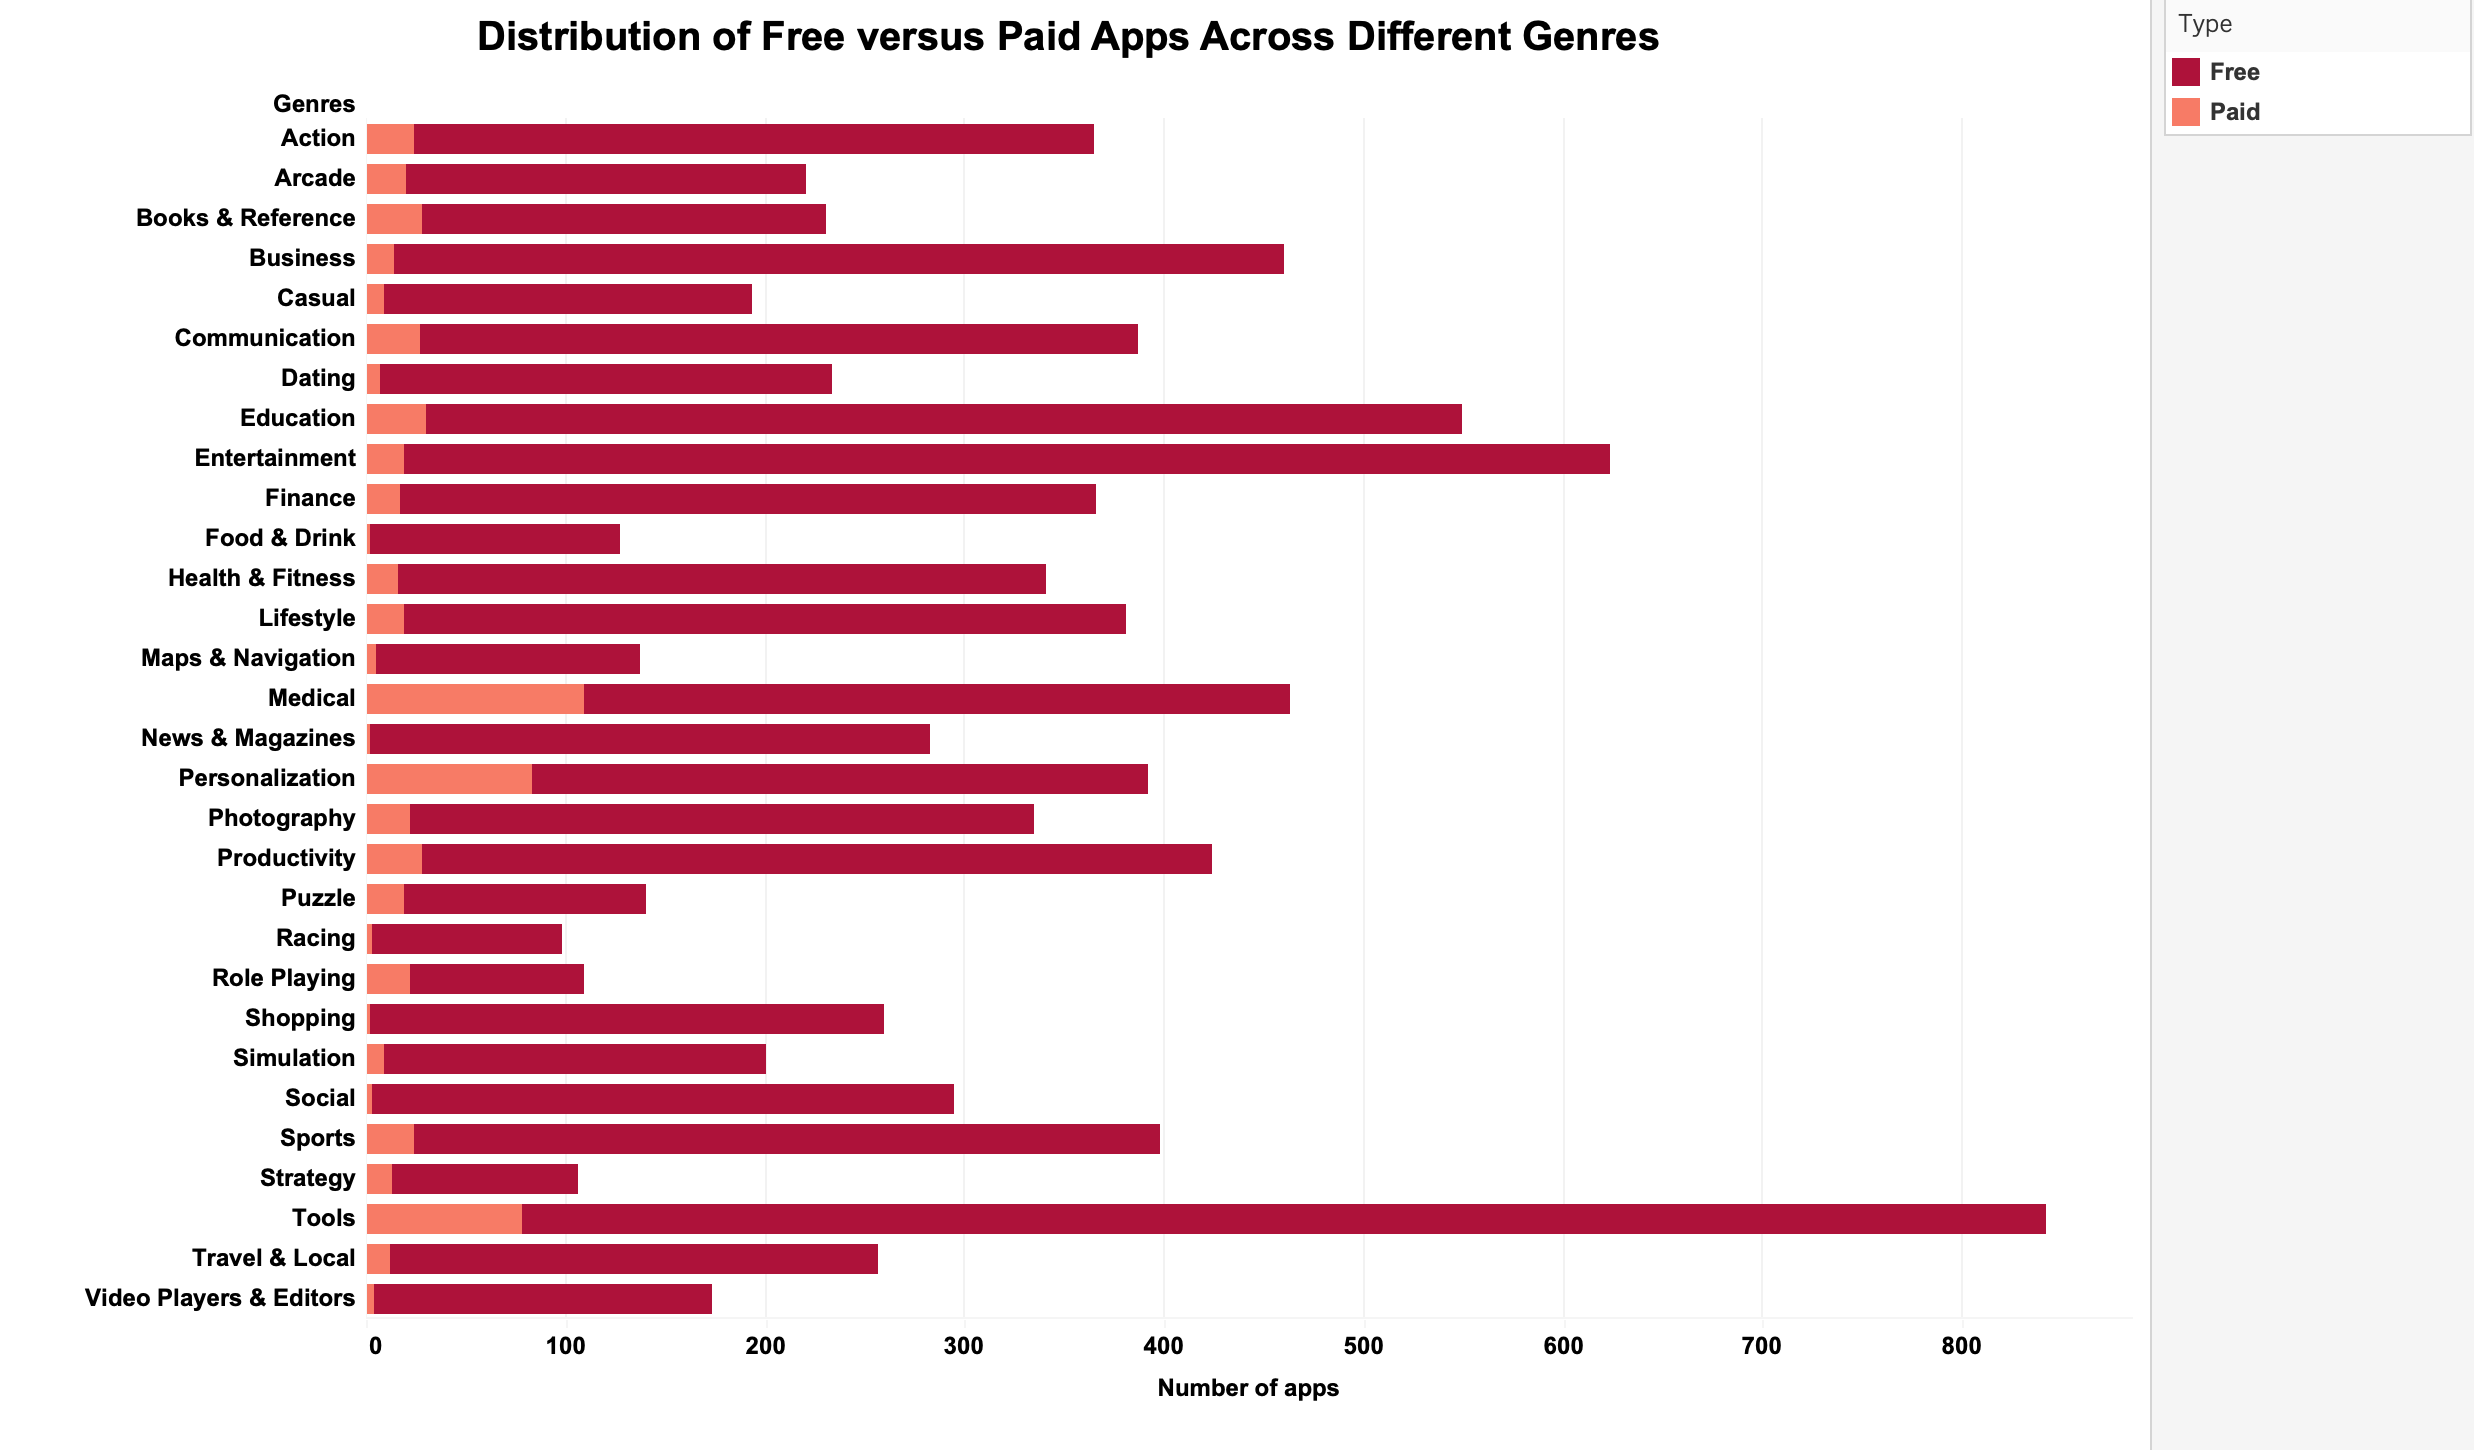 Distribution of Free versus Paid Apps Across Different Genres
Type
Free
Paid
Genres
Action
Arcade
Books & Reference
Business
Casual
Communication
Dating
Education
Entertainment
Finance
Food & Drink
Health & Fitness
Lifestyle
Maps & Navigation
Medical
News & Magazines
Personalization
Photography
Productivity
Puzzle
Racing
Role Playing
Shopping
Simulation
Social
Sports
Strategy
Tools
Travel & Local
Video Players & Editors
0 100 200 300 400 500 600 700 800
Number of apps